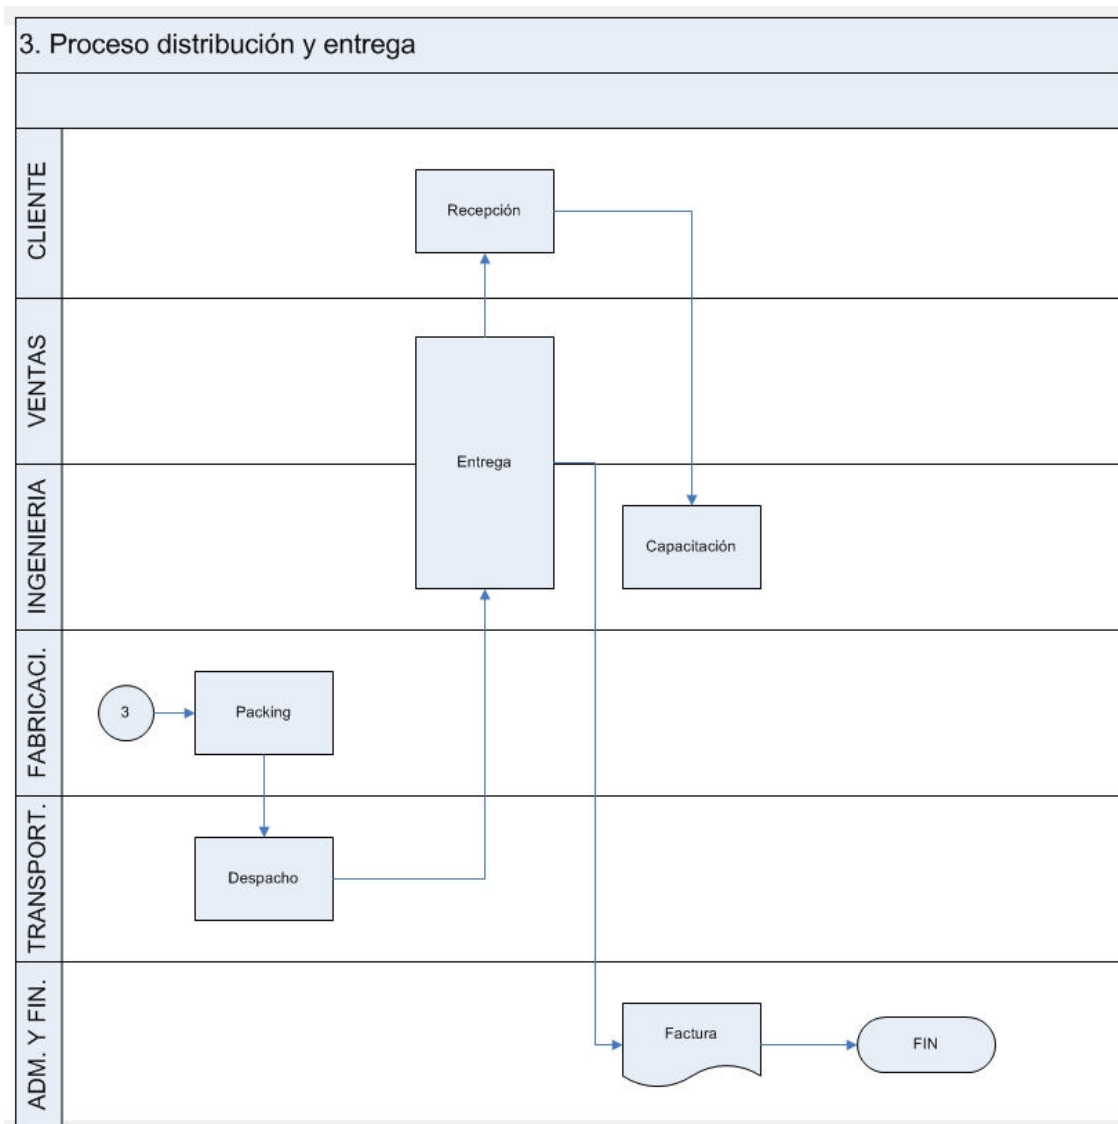 3. Proceso distribución y entrega
CLIENTE
Recepción
VENTAS
Entrega
INGENIERIA
Capacitación
FABRICACI.
3
Packing
TRANSPORT.
Despacho
ADM. Y FIN.
Factura
FIN